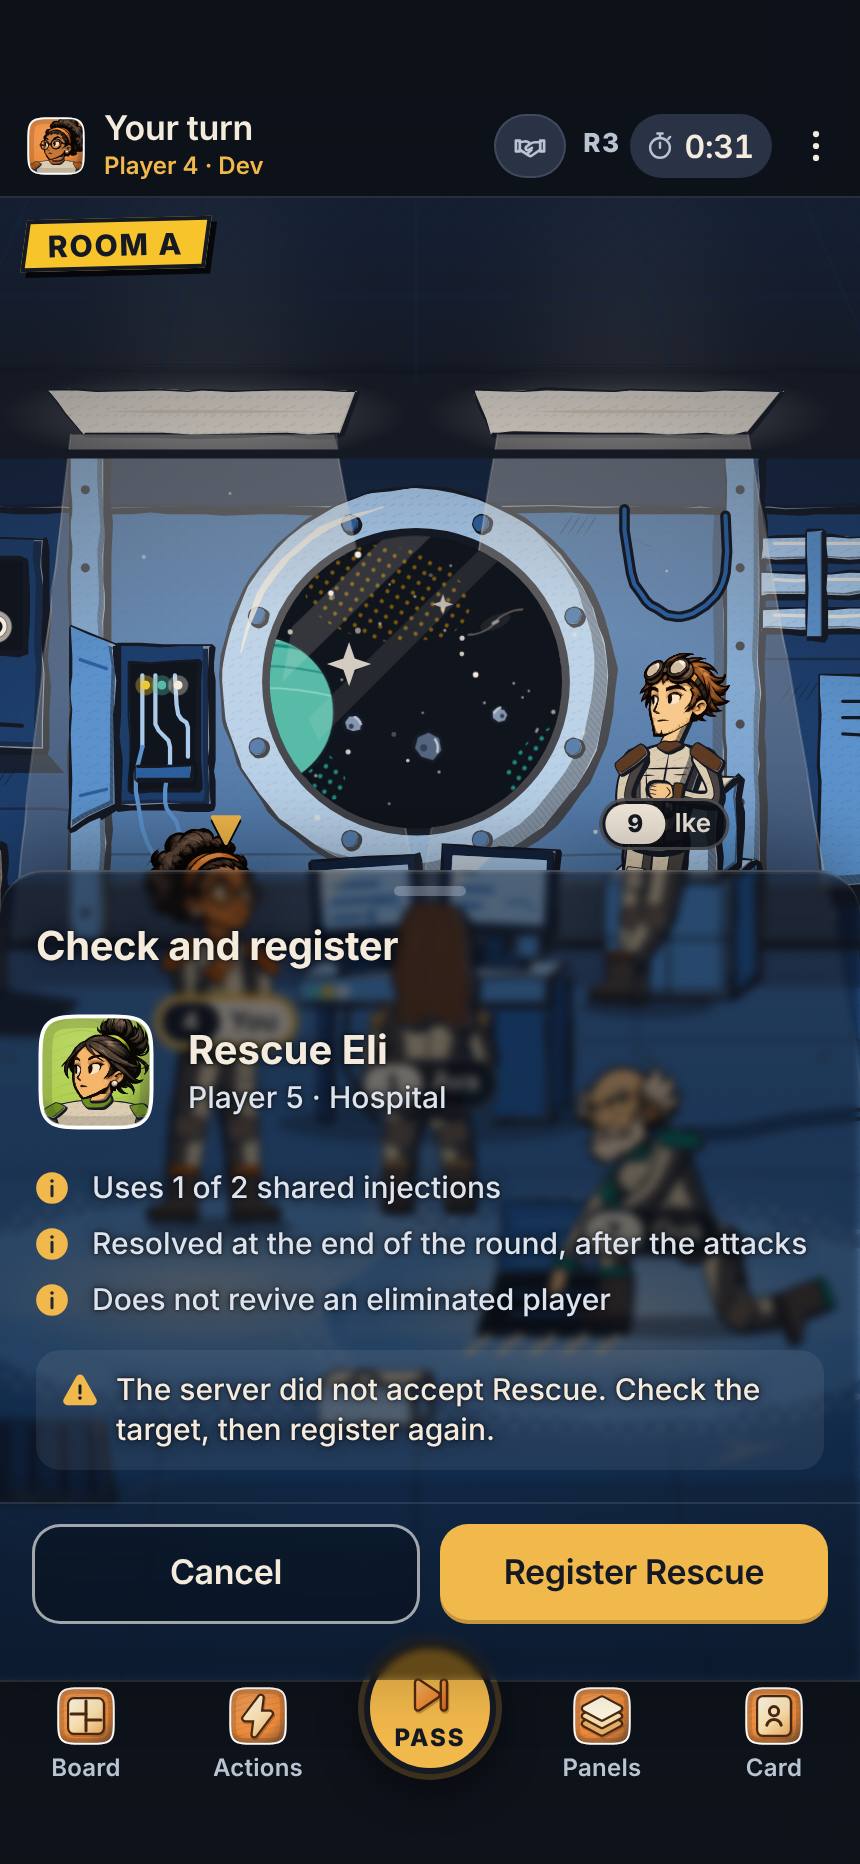 Your turn
Player 4 · Dev
R3
0:31
ROOM A
9 Ike
Check and register
4 You
Rescue Eli
Player 5 · Hospital
Uses 1 of 2 shared injections
Resolved at the end of the round, after the attacks
Does not revive an eliminated player
The server did not accept Rescue. Check the
target, then register again.
Cancel
Register Rescue
PASS
Board
Actions
Panels
Card